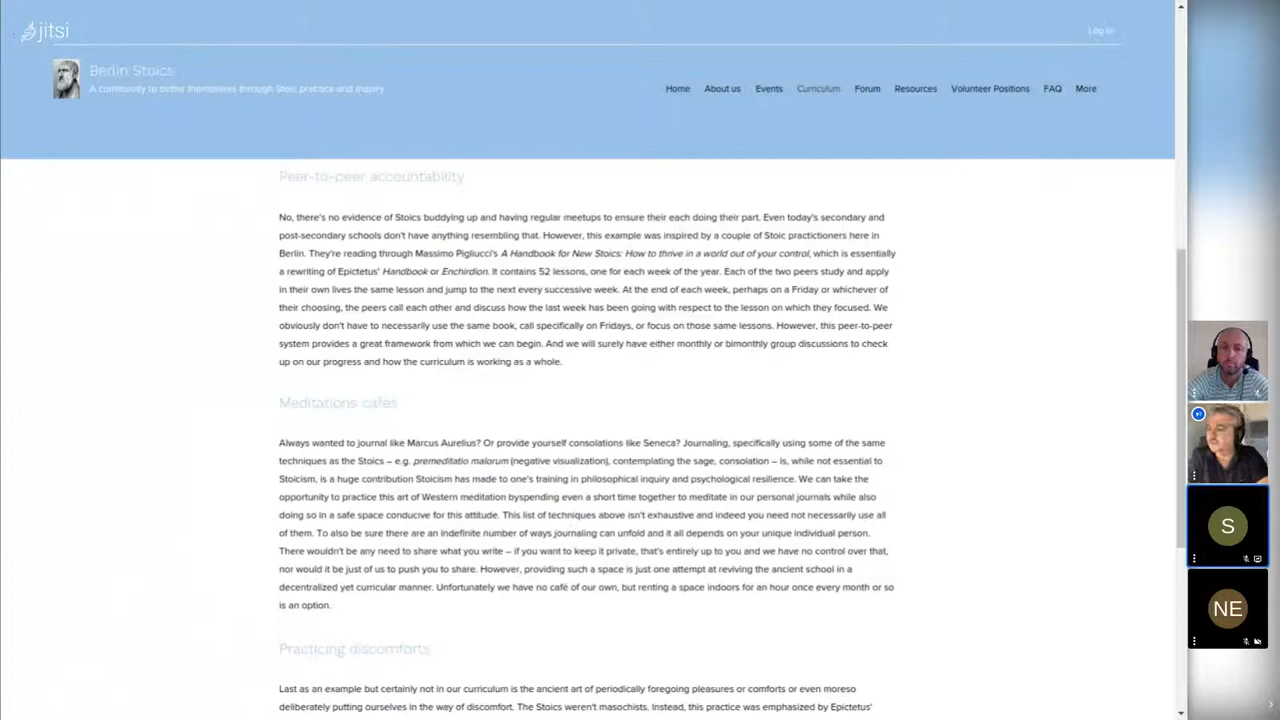 jitsi
Log In
Berlin Stoics
A community to better themselves through Stoic practice and inquiry
Home About us Events Curriculum Forum Resources Volunteer Positions FAQ More
Peer-to-peer accountability
No, there's no evidence of Stoics buddying up and having regular meetups to ensure their each doing their part. Even today's secondary and
post-secondary schools don't have anything resembling that. However, this example was inspired by a couple of Stoic practictioners here in
Berlin. They're reading through Massimo Pigliucci's A Handbook for New Stoics: How to thrive in a world out of your control, which is essentially
a rewriting of Epictetus' Handbook or Enchirdion. It contains 52 lessons, one for each week of the year. Each of the two peers study and apply
in their own lives the same lesson and jump to the next every successive week. At the end of each week, perhaps on a Friday or whichever of
their choosing, the peers call each other and discuss how the last week has been going with respect to the lesson on which they focused. We
obviously don't have to necessarily use the same book, call specifically on Fridays, or focus on those same lessons. However, this peer-to-peer
system provides a great framework from which we can begin. And we will surely have either monthly or bimonthly group discussions to check
up on our progress and how the curriculum is working as a whole.
Meditations cafes
Always wanted to journal like Marcus Aurelius? Or provide yourself consolations like Seneca? Journaling, specifically using some of the same
techniques as the Stoics – e.g. premeditatio malorum (negative visualization), contemplating the sage, consolation – is, while not essential to
Stoicism, is a huge contribution Stoicism has made to one's training in philosophical inquiry and psychological resilience. We can take the
opportunity to practice this art of Western meditation byspending even a short time together to meditate in our personal journals while also
doing so in a safe space conducive for this attitude. This list of techniques above isn't exhaustive and indeed you need not necessarily use all
of them. To also be sure there are an indefinite number of ways journaling can unfold and it all depends on your unique individual person.
There wouldn't be any need to share what you write – if you want to keep it private, that's entirely up to you and we have no control over that,
nor would it be just of us to push you to share. However, providing such a space is just one attempt at reviving the ancient school in a
decentralized yet curricular manner. Unfortunately we have no café of our own, but renting a space indoors for an hour once every month or so
is an option.
Practicing discomforts
Last as an example but certainly not in our curriculum is the ancient art of periodically foregoing pleasures or comforts or even moreso
deliberately putting ourselves in the way of discomfort. The Stoics weren't masochists. Instead, this practice was emphasized by Epictetus'
S
NE